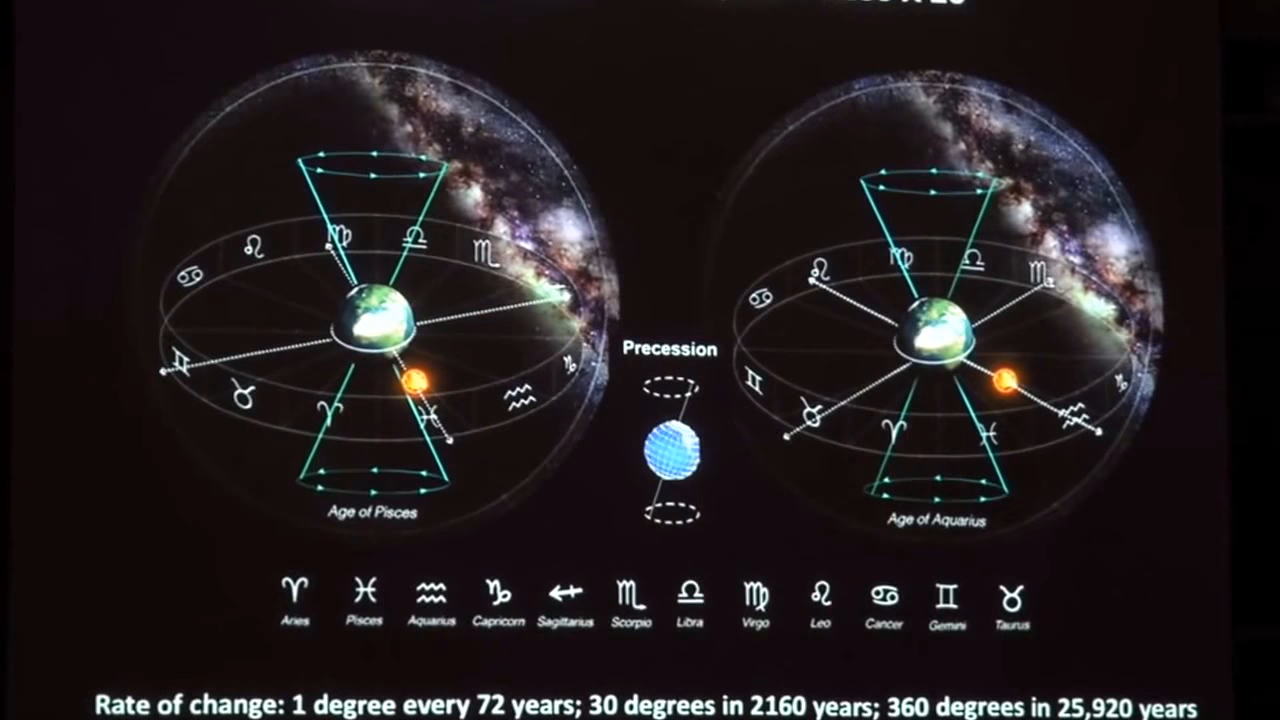 Precession
Age of Pisces
Age of Aquarius
Aries Pisces Aquarius Capricorn Sagittarius Scorpio Libra Virgo Leo Cancer Gemini Taurus
Rate of change: 1 degree every 72 years; 30 degrees in 2160 years; 360 degrees in 25,920 years